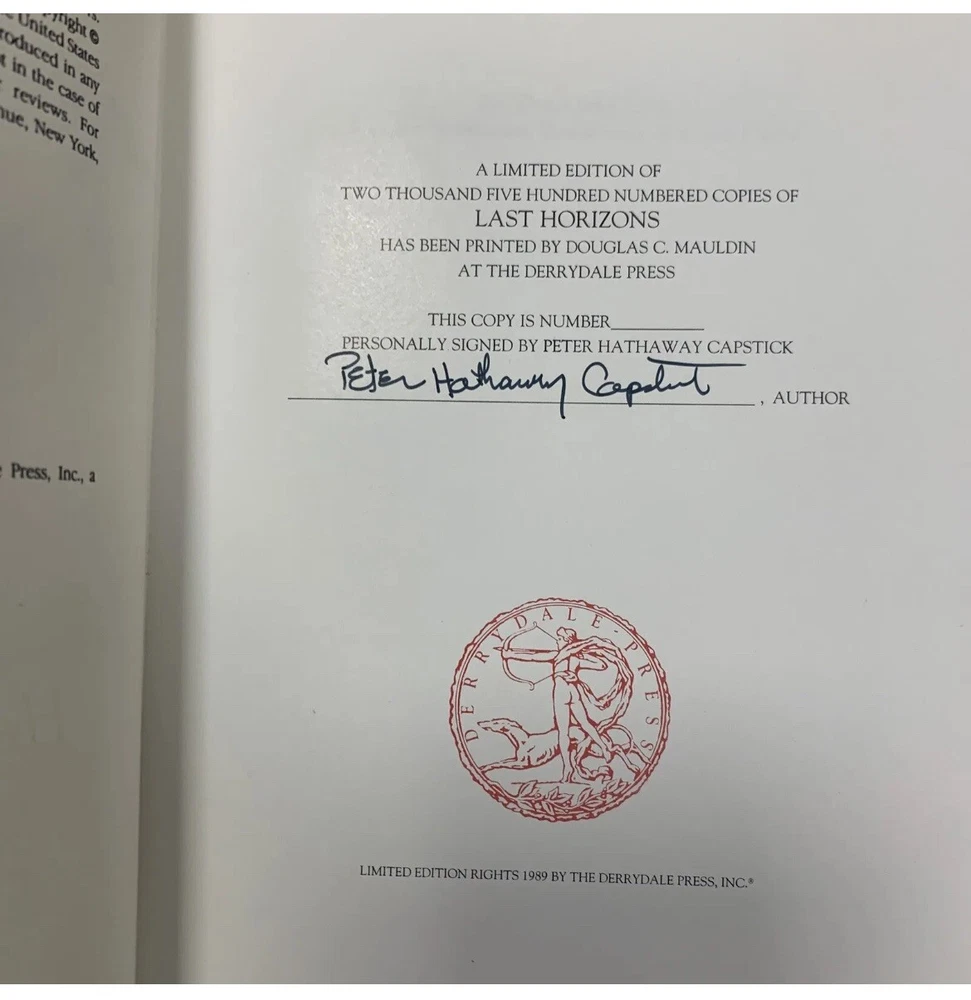 pyright ©
United States
roduced in any
t in the case of
reviews. For
nue, New York,
Press, Inc., a
A LIMITED EDITION OF
TWO THOUSAND FIVE HUNDRED NUMBERED COPIES OF
LAST HORIZONS
HAS BEEN PRINTED BY DOUGLAS C. MAULDIN
AT THE DERRYDALE PRESS
THIS COPY IS NUMBER__________
PERSONALLY SIGNED BY PETER HATHAWAY CAPSTICK
Peter Hathaway Capstick
, AUTHOR
DERRYDALE-PRESS
LIMITED EDITION RIGHTS 1989 BY THE DERRYDALE PRESS, INC.®